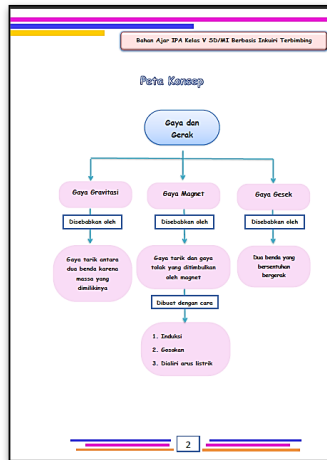 Bahan Ajar IPA Kelas V SD/MI Berbasis Inkuiri Terbimbing
Peta Konsep
Gaya dan
Gerak
Gaya Gravitasi
Gaya Magnet
Gaya Gesek
Disebabkan oleh
Disebabkan oleh
Disebabkan oleh
Gaya tarik antara
dua benda karena
massa yang
dimilikinya
Gaya tarik dan gaya
tolak yang ditimbulkan
oleh magnet
Dua benda yang
bersentuhan
bergerak
Dibuat dengan cara
1. Induksi
2. Gosokan
3. Dialiri arus listrik
2